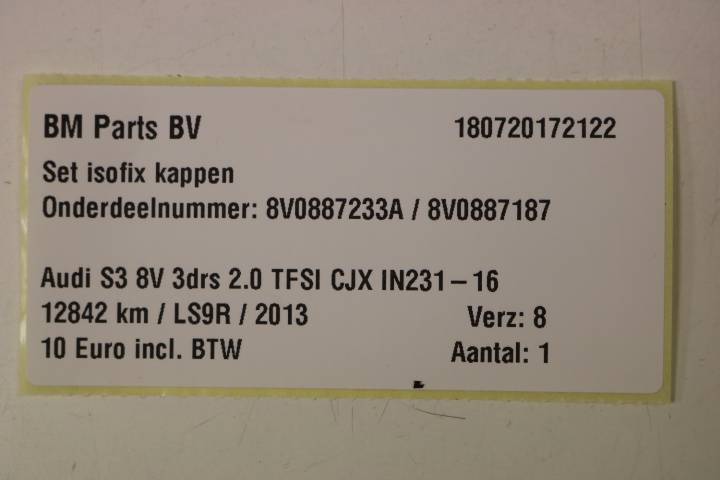 BM Parts BV 180720172122
Set isofix kappen
Onderdeelnummer: 8V0887233A / 8V0887187
Audi S3 8V 3drs 2.0 TFSI CJX IN231-16
12842 km / LS9R / 2013 Verz: 8
10 Euro incl. BTW Aantal: 1